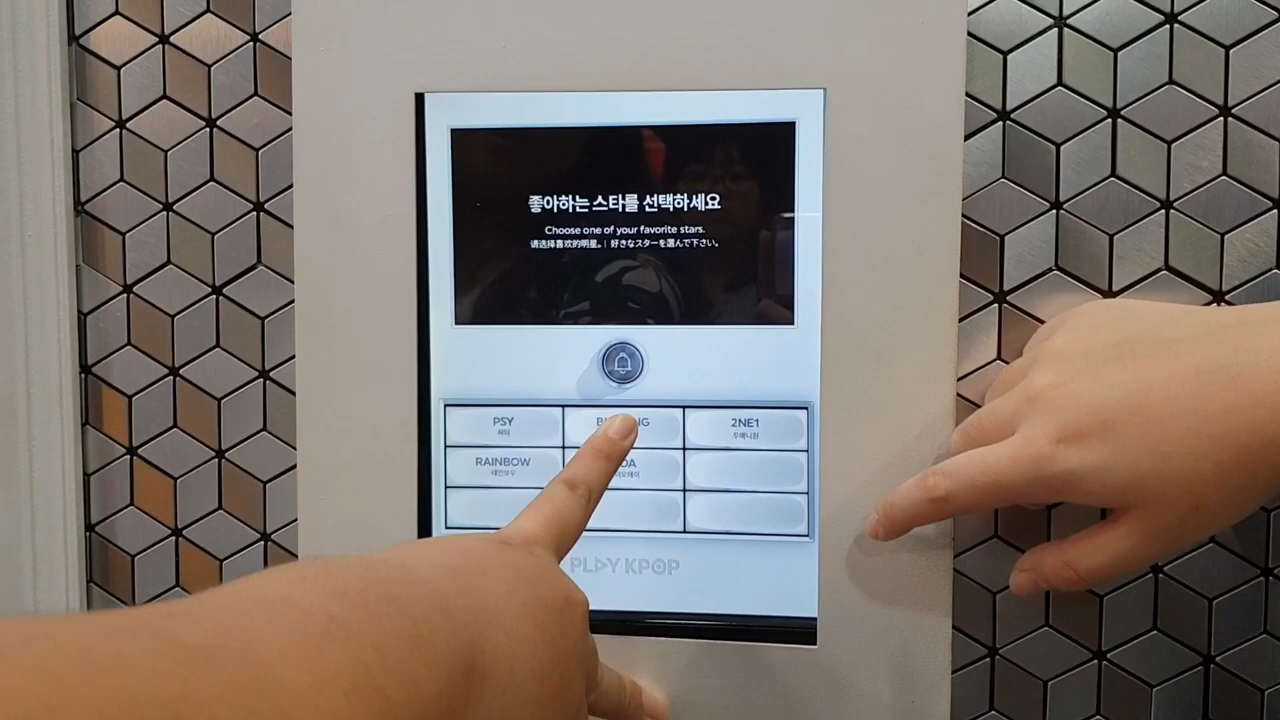 좋아하는 스타를 선택하세요
Choose one of your favorite stars.
请选择喜欢的明星。 | 好きなスターを選んで下さい。
PSY
싸이
2NE1
투애니원
RAINBOW
레인보우
PLAY KPOP